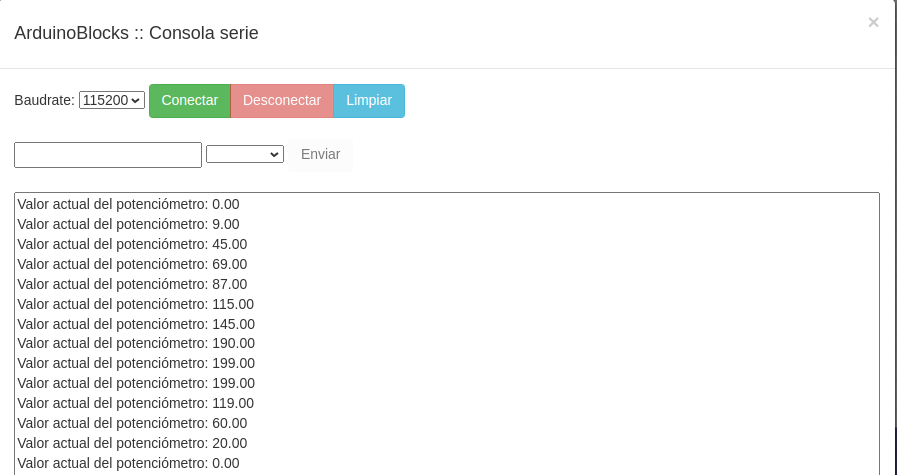 ArduinoBlocks :: Consola serie ×
Baudrate: 115200 Conectar Desconectar Limpiar
Enviar
Valor actual del potenciómetro: 0.00
Valor actual del potenciómetro: 9.00
Valor actual del potenciómetro: 45.00
Valor actual del potenciómetro: 69.00
Valor actual del potenciómetro: 87.00
Valor actual del potenciómetro: 115.00
Valor actual del potenciómetro: 145.00
Valor actual del potenciómetro: 190.00
Valor actual del potenciómetro: 199.00
Valor actual del potenciómetro: 199.00
Valor actual del potenciómetro: 119.00
Valor actual del potenciómetro: 60.00
Valor actual del potenciómetro: 20.00
Valor actual del potenciómetro: 0.00